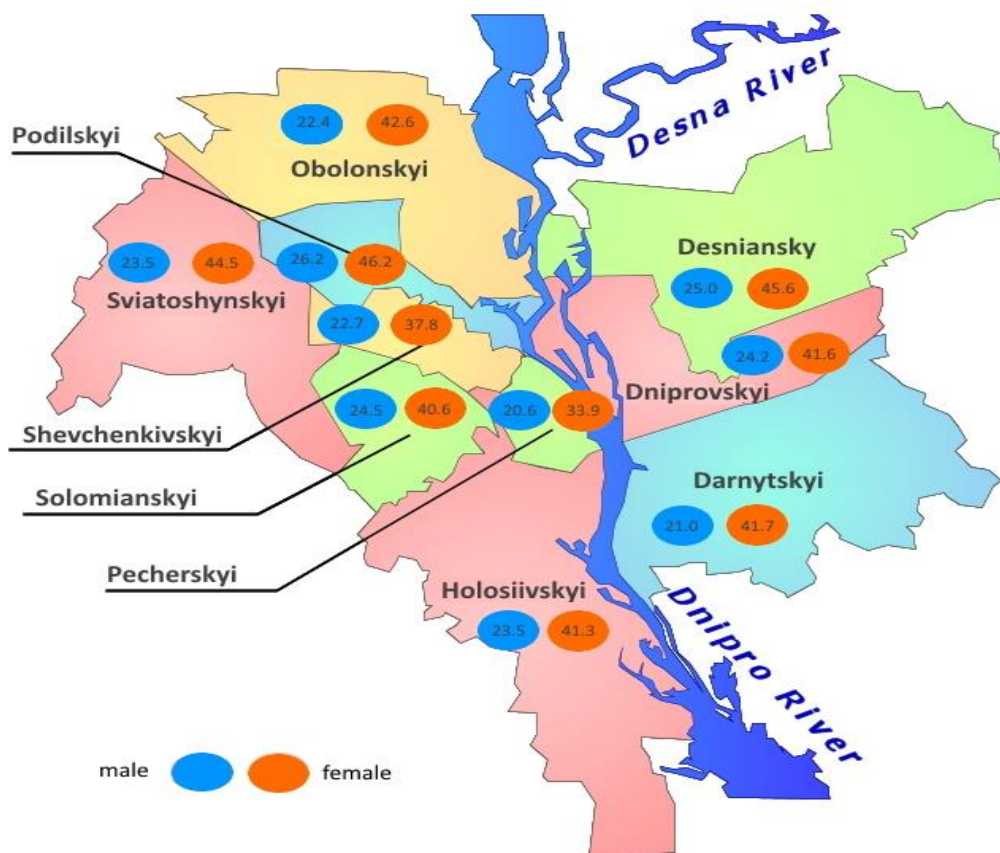 Desna River
22.4 42.6
Podilskyi
Obolonskyi
Desniansky
23.5 44.5 26.2 46.2
25.0 45.6
Sviatoshynskyi
22.7 37.8
24.2 41.6
Dniprovskyi
24.5 40.6 20.6 33.9
Shevchenkivskyi
Darnytskyi
Solomianskyi
21.0 41.7
Pecherskyi
Holosiivskyi
23.5 41.3
Dnipro River
male female